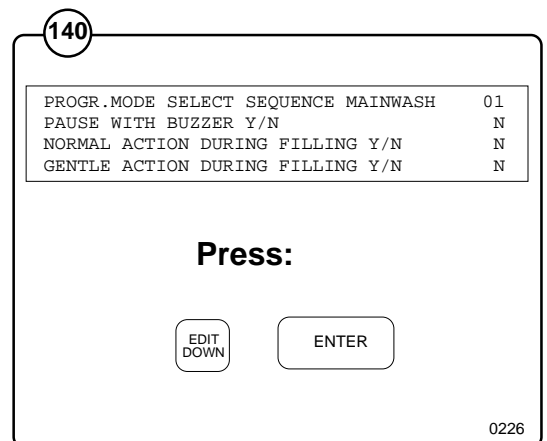 140
PROGR.MODE SELECT SEQUENCE MAINWASH 01
PAUSE WITH BUZZER Y/N N
NORMAL ACTION DURING FILLING Y/N N
GENTLE ACTION DURING FILLING Y/N N
Press:
EDIT
DOWN
ENTER
0226